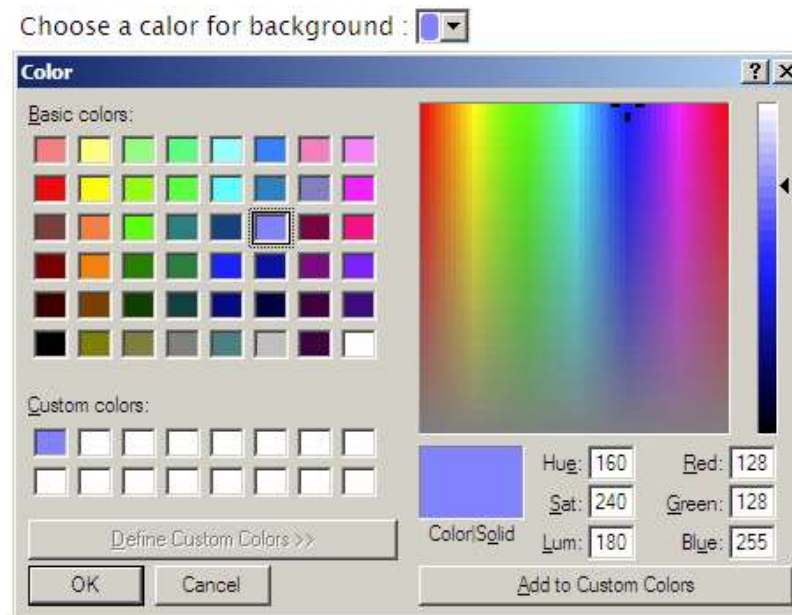 Choose a calor for background :
Color
? X
Basic colors:
Custom colors:
Define Custom Colors >>
OK Cancel
Color|Solid
Hue: 160 Red: 128
Sat: 240 Green: 128
Lum: 180 Blue: 255
Add to Custom Colors